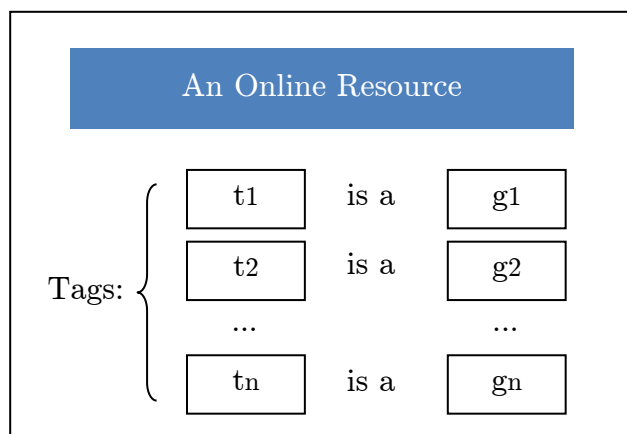 An Online Resource
t1 is a g1
t2 is a g2
Tags:
... ...
tn is a gn